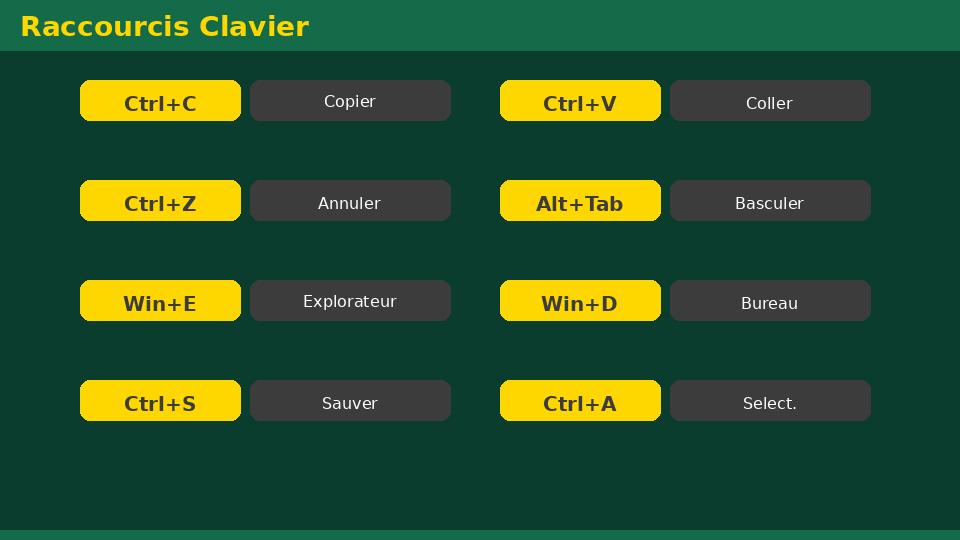 Raccourcis Clavier
Ctrl+C Copier Ctrl+V Coller
Ctrl+Z Annuler Alt+Tab Basculer
Win+E Explorateur Win+D Bureau
Ctrl+S Sauver Ctrl+A Select.